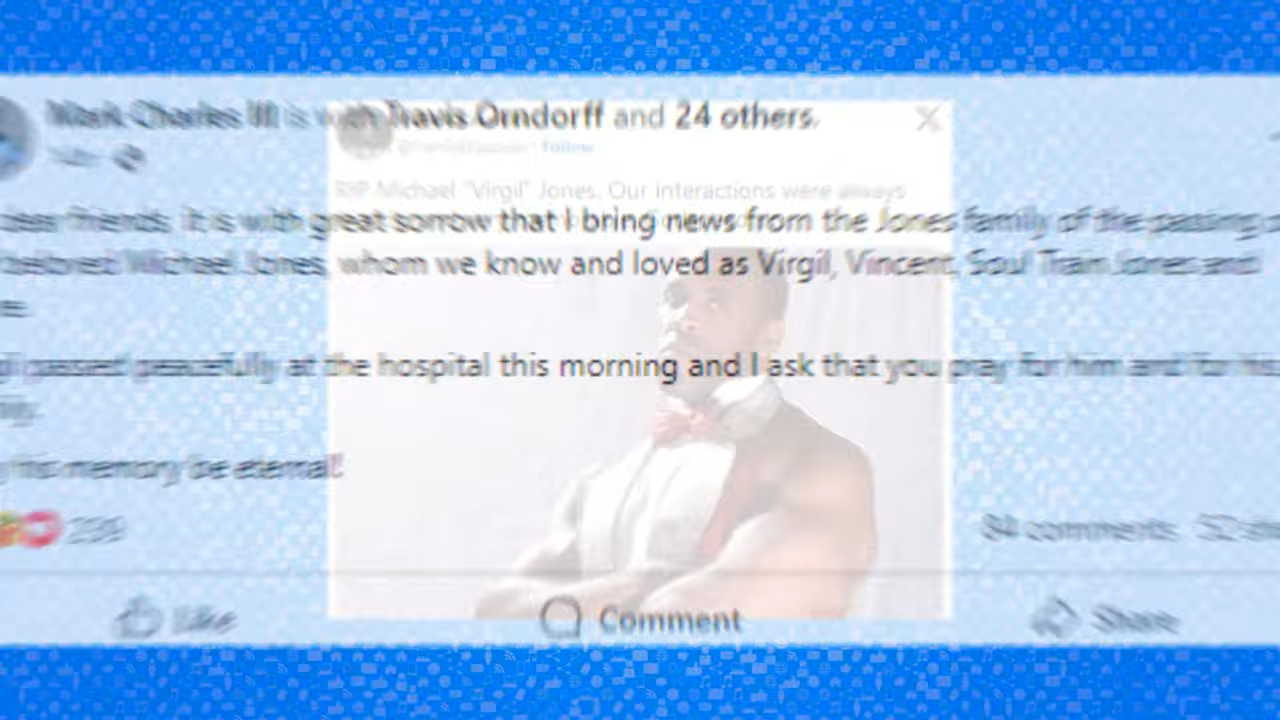 Mark Charles III is with Travis Orndorff and 24 others.
Follow
RIP Michael "Virgil" Jones. Our interactions were always
dear friends, it is with great sorrow that I bring news from the Jones family of the passing
beloved Michael Jones, whom we know and loved as Virgil, Vincent, Soul Train Jones and
passed peacefully at the hospital this morning and I ask that you pray for him and for his
his memory be eternal!
239
84 comments 52
Like Comment Share